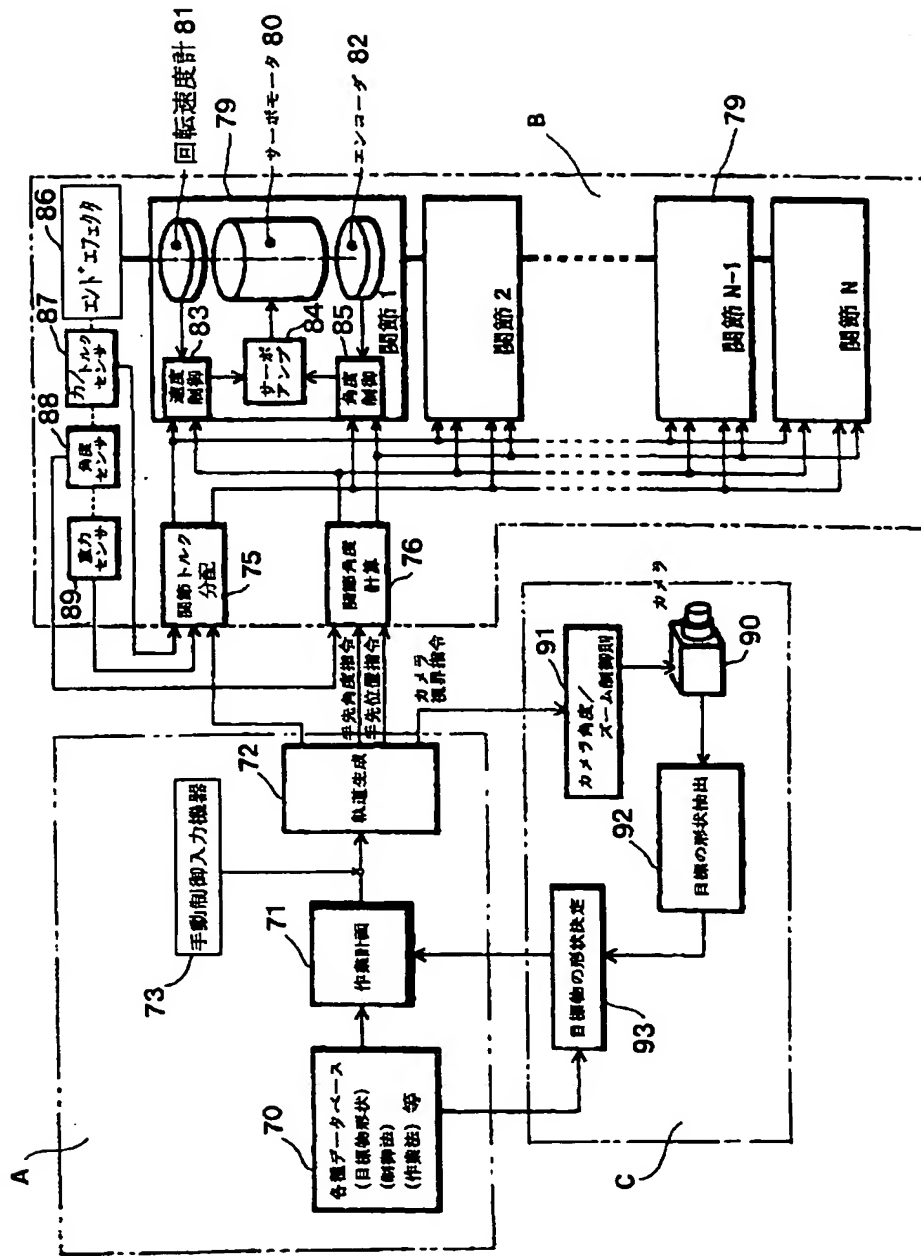 A
70
各種データベース
(目標物形状)
(制御法)
(作業法) 等
71
作業計画
72
軌道生成
73
手動制御入力機器
手先角度指令
手先位置指令
カメラ
視界指令
75
関節トルク
分配
76
関節角度
計算
89
重力
センサ
88
角度
センサ
87
力/トルク
センサ
86
エンドエフェクタ
回転速度計 81
サーボモータ 80
エンコーダ 82
79
83
速度
制御
84
サーボ
アンプ
85
角度
制御
関節 1
関節 2
B
79
関節 N-1
関節 N
C
91
カメラ角度/
ズーム制御則
カメラ
90
92
目標の形状抽出
目標物の形状決定
93